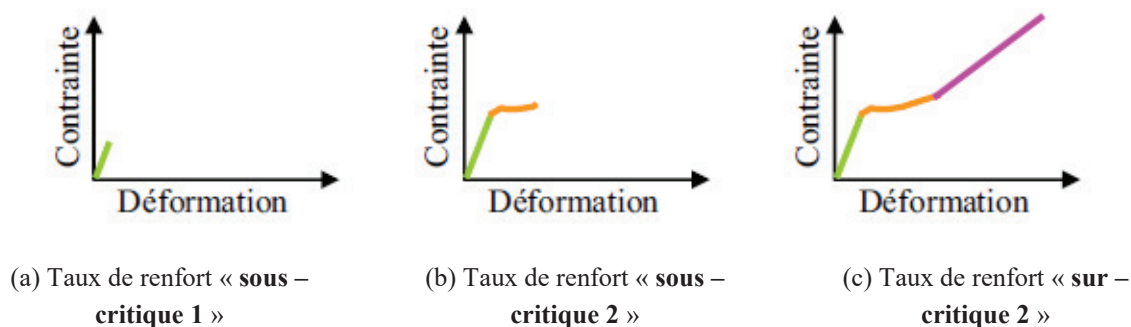 Contrainte
Déformation
Contrainte
Déformation
Contrainte
Déformation
(a) Taux de renfort « sous –
critique 1 »
(b) Taux de renfort « sous –
critique 2 »
(c) Taux de renfort « sur –
critique 2 »